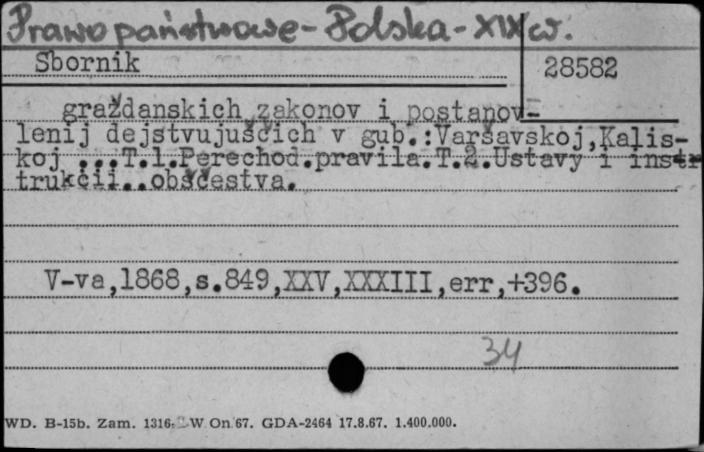 Prawo państwowe - Polska - XIX w.
Sbornik 28582
graždanskich zakonov i postanov-
lenij dejstvujuščich v gub.:Varšavskoj,Kalis-
koj ...T.1.Perechod.pravila.T.2.Ustavy i instr
trukcii..obščestva.
V-va,1868,s.849,XXV,XXXIII,err,+396.
34
WD. B-15b. Zam. 1316. W On 67. GDA-2464 17.8.67. 1.400.000.